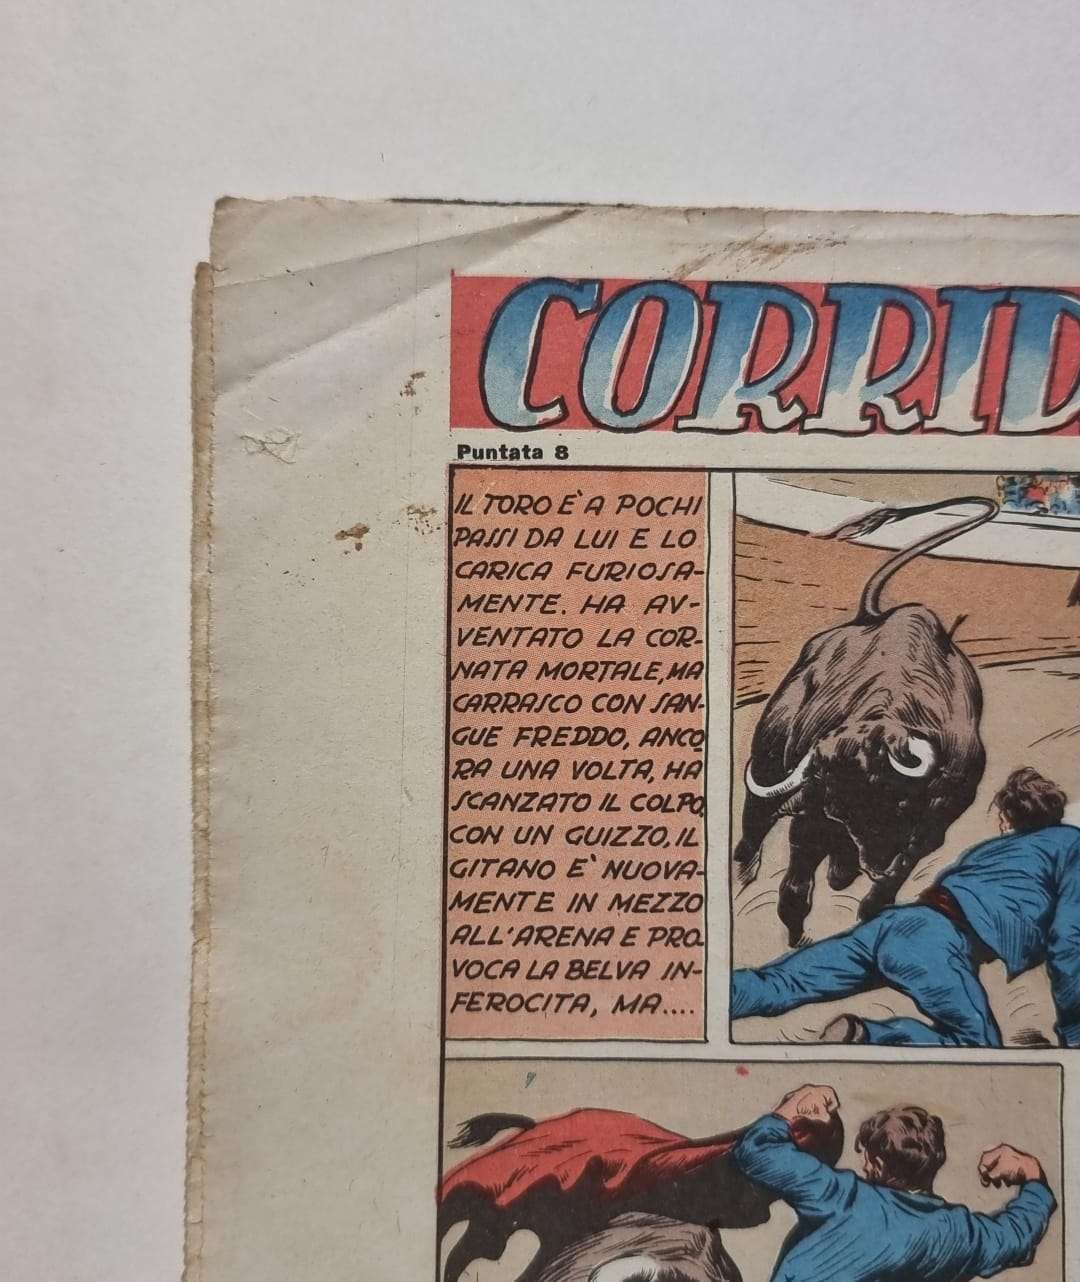 CORRID
Puntata 8
IL TORO E' A POCHI
PASSI DA LUI E LO
CARICA FURIOSA-
MENTE. HA AV-
VENTATO LA COR-
NATA MORTALE, MA
CARRASCO CON SAN-
GUE FREDDO, ANCO
RA UNA VOLTA, HA
SCANZATO IL COLPO.
CON UN GUIZZO, IL
GITANO E' NUOVA-
MENTE IN MEZZO
ALL'ARENA E PRO
VOCA LA BELVA IN-
FEROCITA, MA....